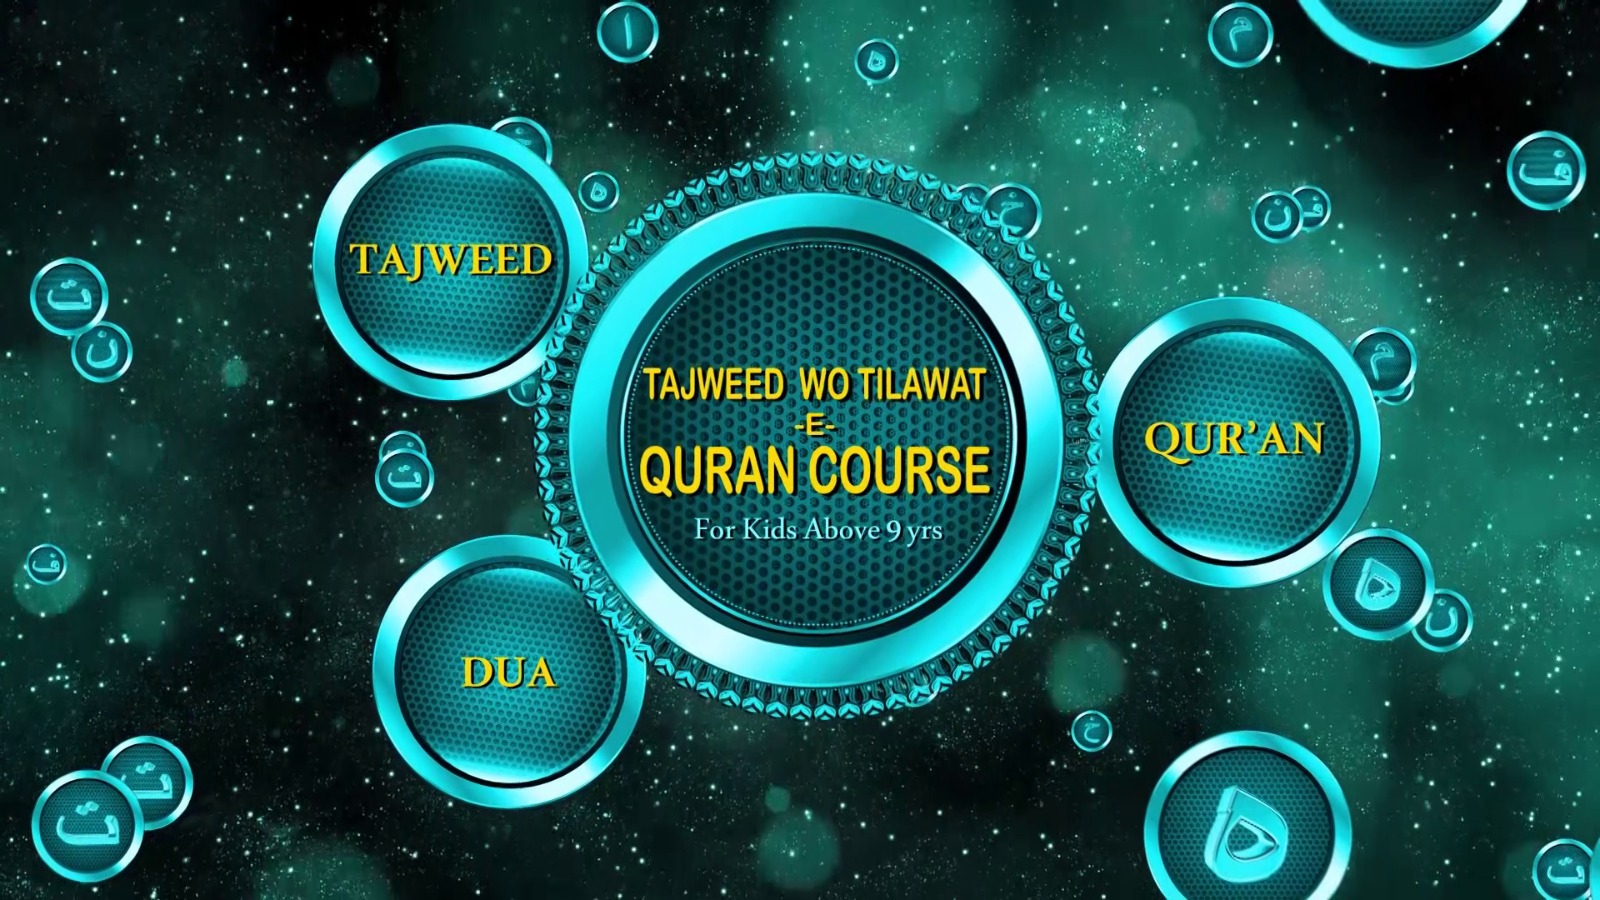 TAJWEED
TAJWEED WO TILAWAT
-E-
QURAN COURSE
For Kids Above 9 yrs
QUR'AN
DUA
ا
ه
م
ف
ه
خ
ن
ف
ت
ن
م
ت
ف
ه
ن
خ
ت
ت
ه
ت